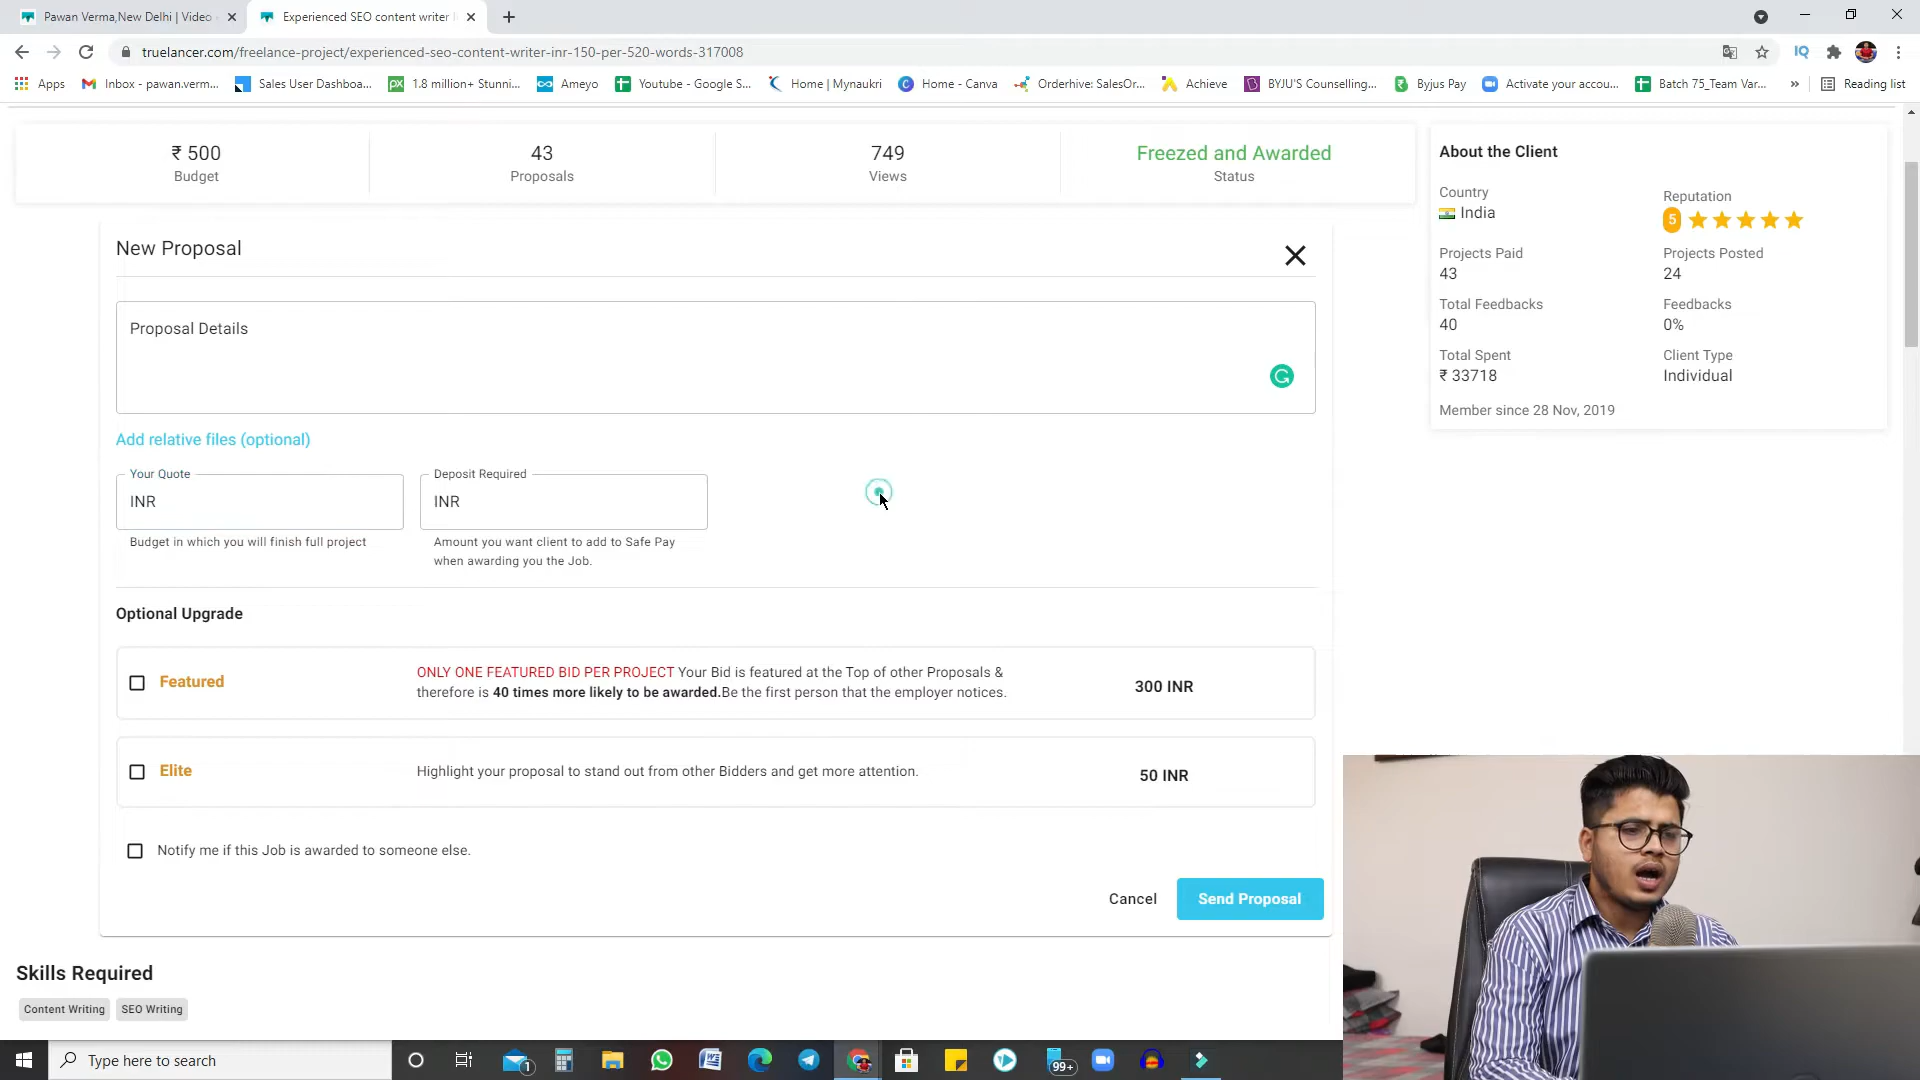 Pawan Verma,New Delhi | Video
Experienced SEO content writer I
truelancer.com/freelance-project/experienced-seo-content-writer-inr-150-per-520-words-317008
Apps
Inbox - pawan.verm...
Sales User Dashboa...
1.8 million+ Stunni...
Ameyo
Youtube - Google S...
Home | Mynaukri
Home - Canva
Orderhive: SalesOr...
Achieve
BYJU'S Counselling...
Byjus Pay
Activate your accou...
Batch 75_Team Var...
»
Reading list
₹ 500
Budget
43
Proposals
749
Views
Freezed and Awarded
Status
New Proposal
Proposal Details
Add relative files (optional)
Your Quote
INR
Budget in which you will finish full project
Deposit Required
INR
Amount you want client to add to Safe Pay
when awarding you the Job.
Optional Upgrade
Featured
ONLY ONE FEATURED BID PER PROJECT Your Bid is featured at the Top of other Proposals &
therefore is 40 times more likely to be awarded.Be the first person that the employer notices.
300 INR
Elite
Highlight your proposal to stand out from other Bidders and get more attention.
50 INR
Notify me if this Job is awarded to someone else.
Cancel
Send Proposal
Skills Required
Content Writing
SEO Writing
About the Client
Country
India
Reputation
5
Projects Paid
43
Projects Posted
24
Total Feedbacks
40
Feedbacks
0%
Total Spent
₹ 33718
Client Type
Individual
Member since 28 Nov, 2019
Type here to search
1
99+